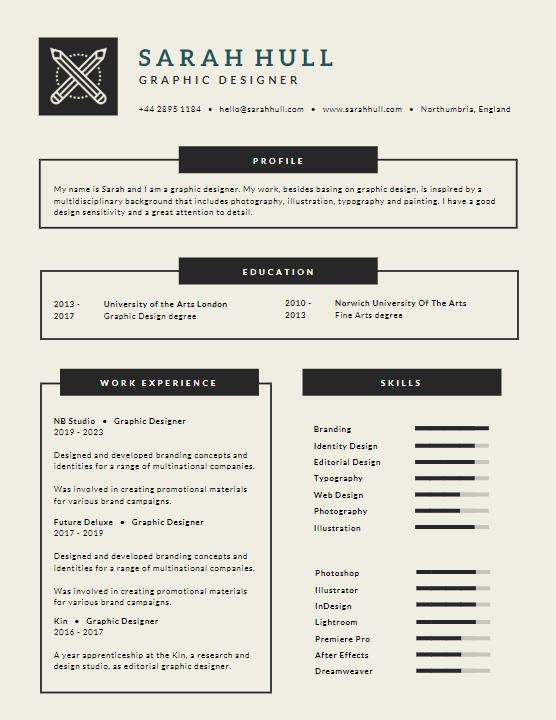 SARAH HULL
GRAPHIC DESIGNER
+44 2895 1184 • hello@sarahhull.com • www.sarahhull.com • Northumbria, England
PROFILE
My name is Sarah and I am a graphic designer. My work, besides basing on graphic design, is inspired by a
multidisciplinary background that includes photography, illustration, typography and painting. I have a good
design sensitivity and a great attention to detail.
EDUCATION
2013 - University of the Arts London
2017 Graphic Design degree
2010 - Norwich University Of The Arts
2013 Fine Arts degree
WORK EXPERIENCE
NB Studio • Graphic Designer
2019 - 2023
Designed and developed branding concepts and
identities for a range of multinational companies.
Was involved in creating promotional materials
for various brand campaigns.
Future Deluxe • Graphic Designer
2017 - 2019
Designed and developed branding concepts and
identities for a range of multinational companies.
Was involved in creating promotional materials
for various brand campaigns.
Kin • Graphic Designer
2016 - 2017
A year apprenticeship at the Kin, a research and
design studio, as editorial graphic designer.
SKILLS
Branding
Identity Design
Editorial Design
Typography
Web Design
Photography
Illustration
Photoshop
Illustrator
InDesign
Lightroom
Premiere Pro
After Effects
Dreamweaver